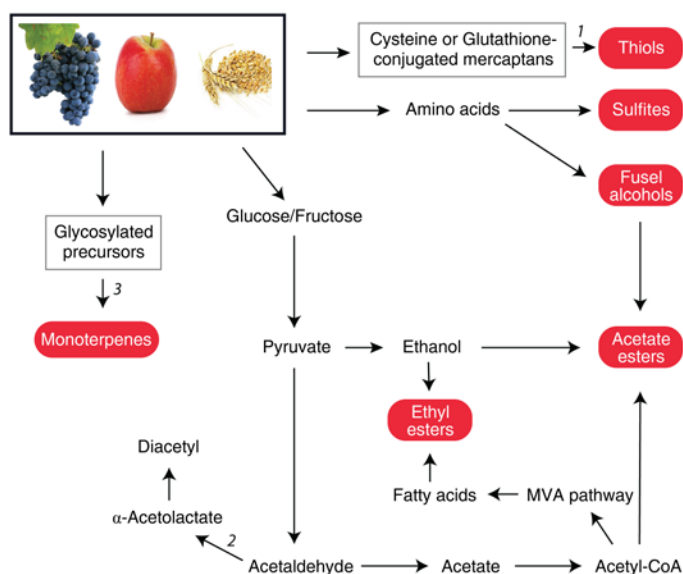 Cysteine or Glutathione-
conjugated mercaptans
1
Thiols
Amino acids
Sulfites
Fusel
alcohols
Glucose/Fructose
Glycosylated
precursors
3
Monoterpenes
Pyruvate
Ethanol
Acetate
esters
Ethyl
esters
Diacetyl
Fatty acids
MVA pathway
α-Acetolactate
2
Acetaldehyde
Acetate
Acetyl-CoA